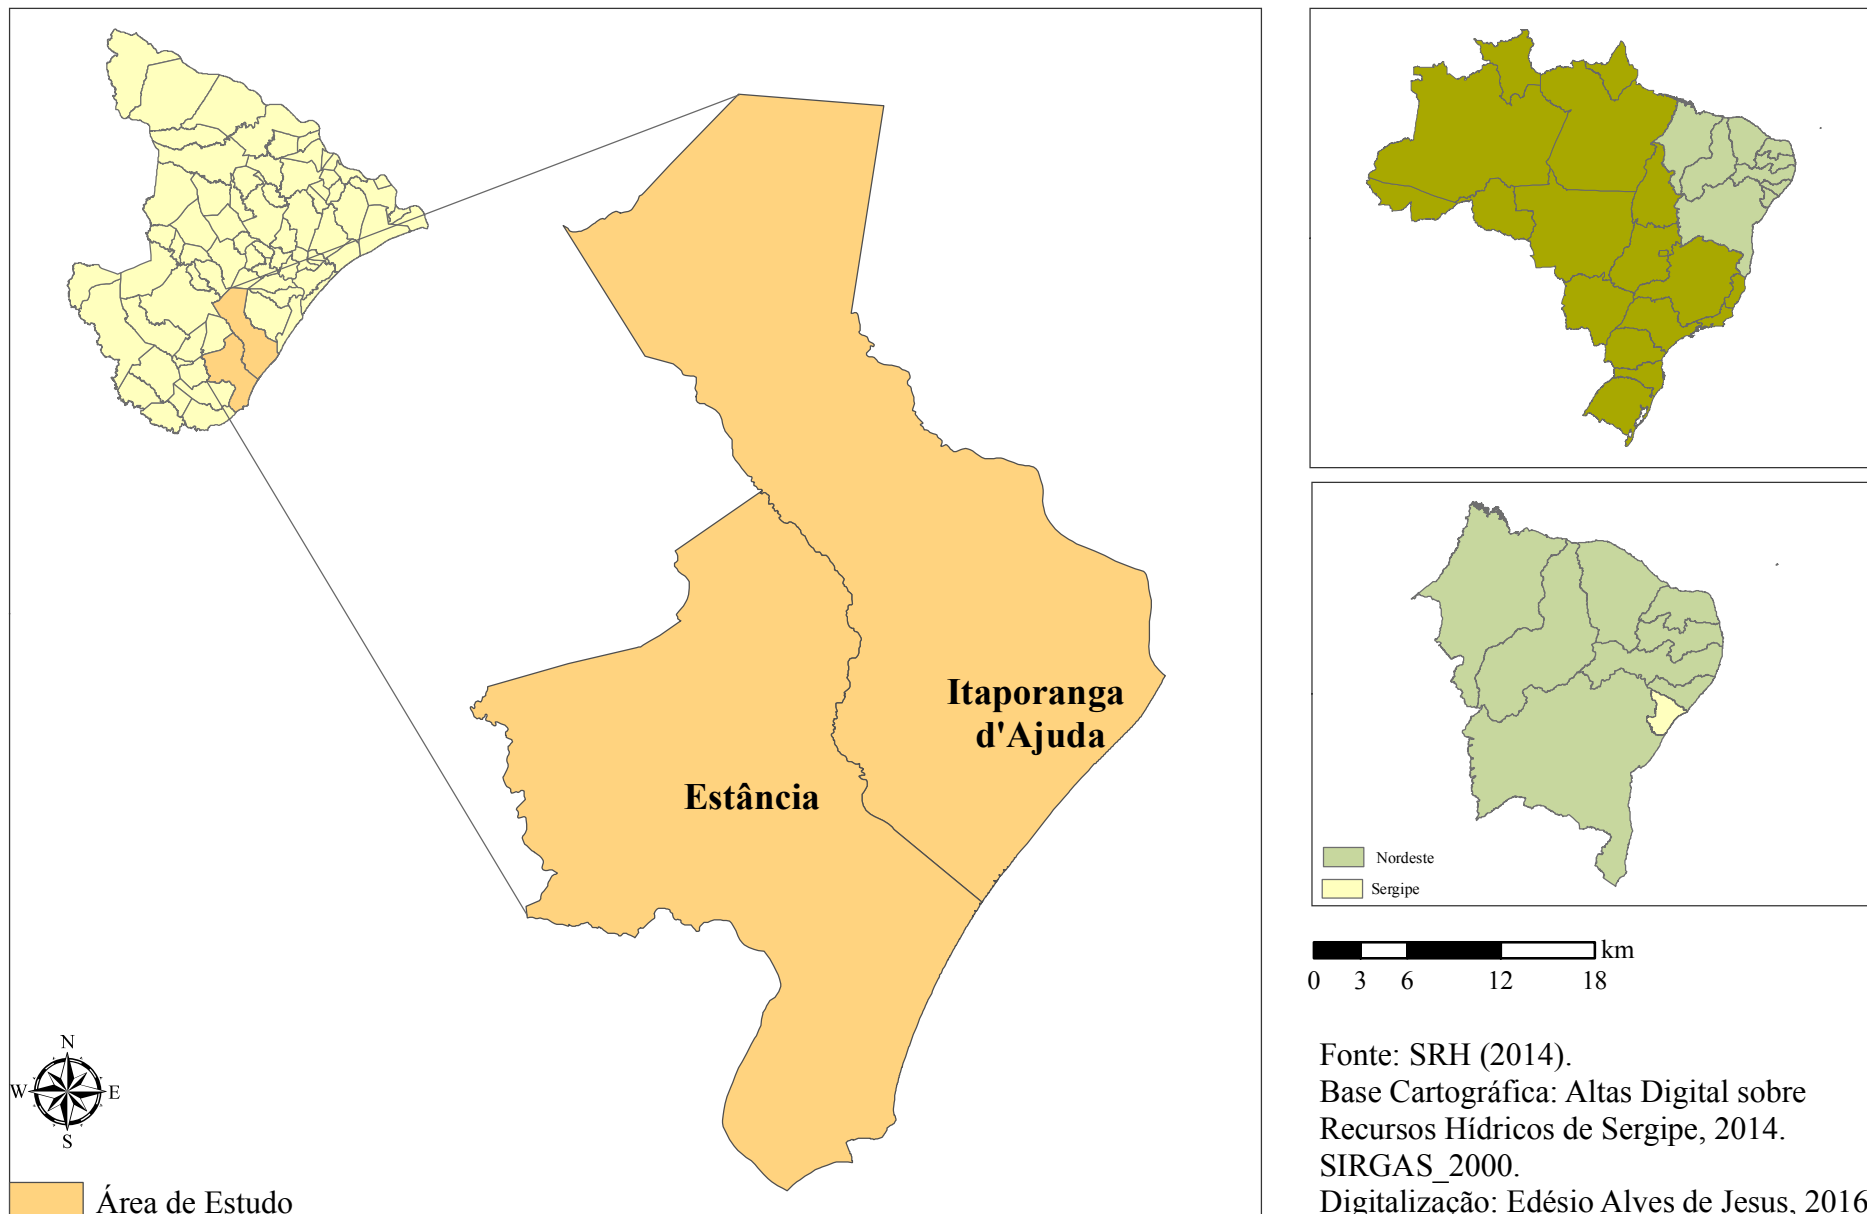 Itaporanga
d'Ajuda
Estância
N
W
E
S
Área de Estudo
Nordeste
Sergipe
km
0 3 6 12 18
Fonte: SRH (2014).
Base Cartográfica: Altas Digital sobre
Recursos Hídricos de Sergipe, 2014.
SIRGAS_2000.
Digitalização: Edésio Alves de Jesus, 2016